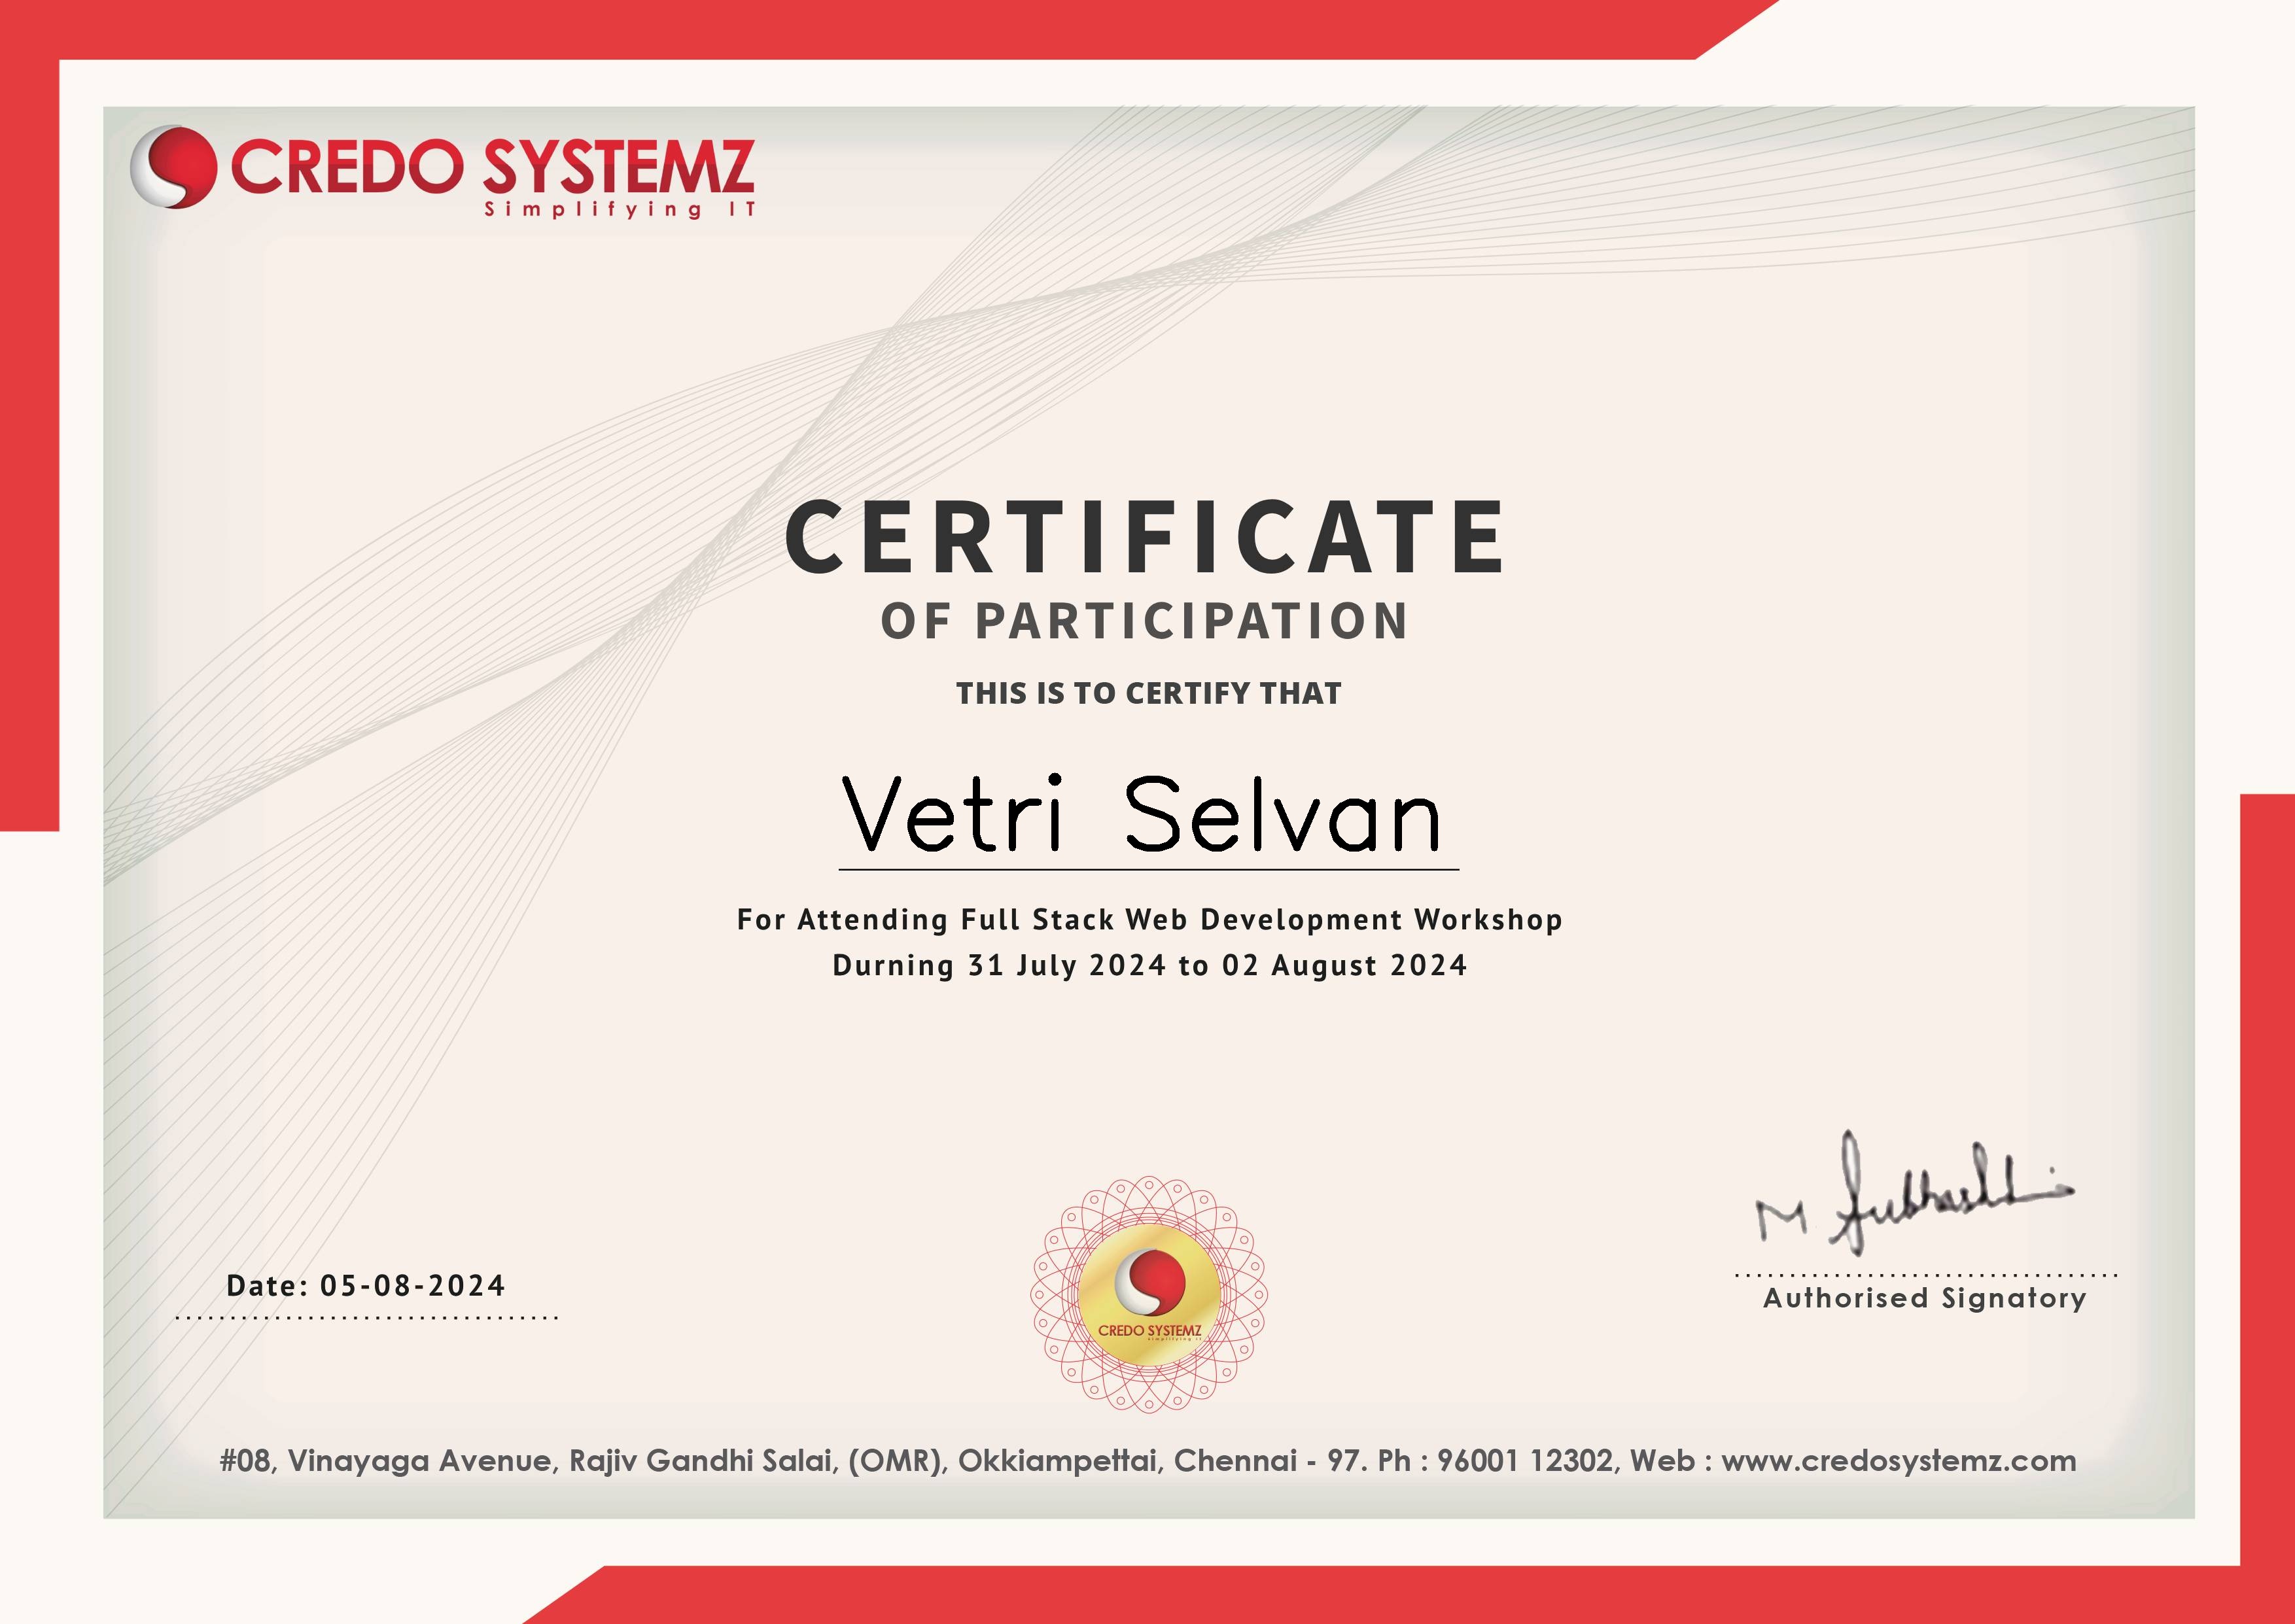 CREDO SYSTEMZ
Simplifying IT
CERTIFICATE
OF PARTICIPATION
THIS IS TO CERTIFY THAT
Vetri Selvan
For Attending Full Stack Web Development Workshop
Durning 31 July 2024 to 02 August 2024
Date: 05-08-2024
CREDO SYSTEMZ
Simplifying IT
Authorised Signatory
#08, Vinayaga Avenue, Rajiv Gandhi Salai, (OMR), Okkiampettai, Chennai - 97. Ph : 96001 12302, Web : www.credosystemz.com